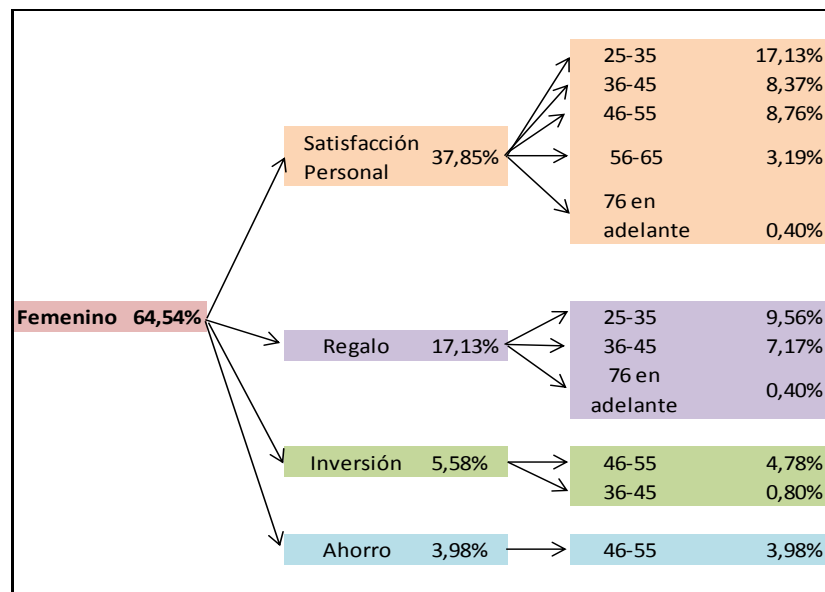 25-35 17,13%
36-45 8,37%
46-55 8,76%
56-65 3,19%
76 en
adelante 0,40%
Satisfacción
Personal 37,85%
Femenino 64,54%
Regalo 17,13%
25-35 9,56%
36-45 7,17%
76 en
adelante 0,40%
Inversión 5,58%
46-55 4,78%
36-45 0,80%
Ahorro 3,98%
46-55 3,98%